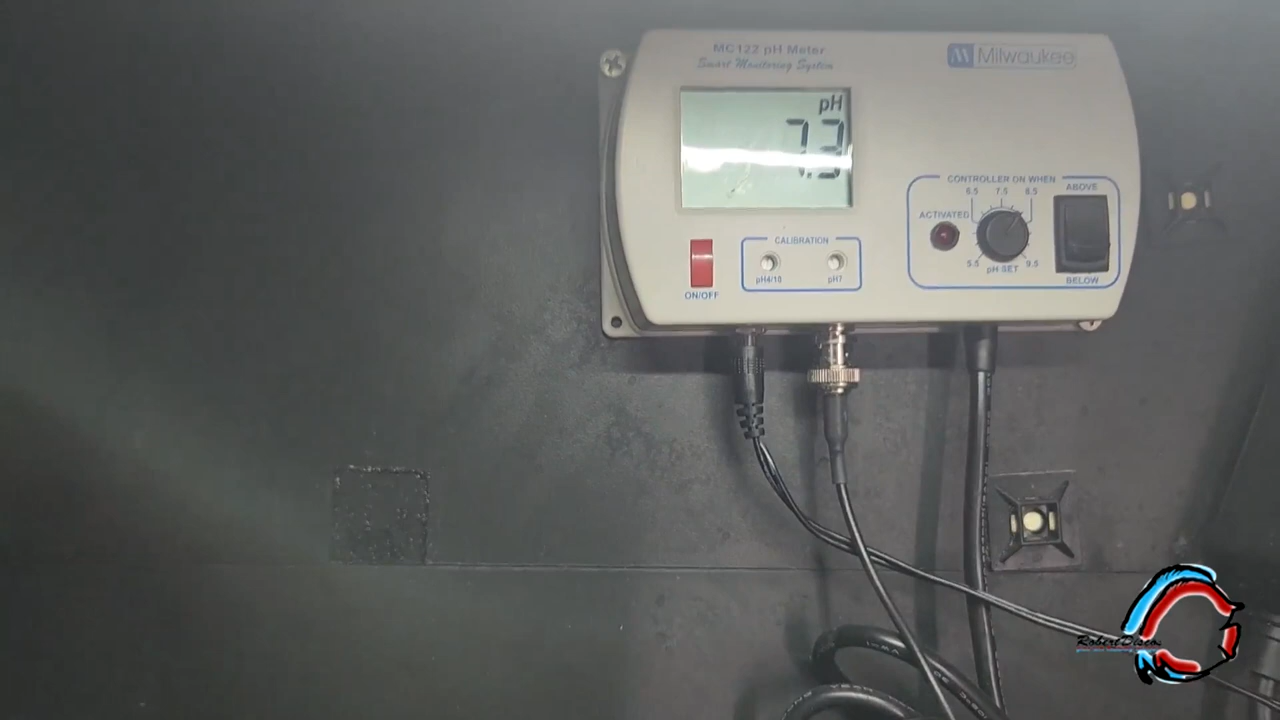 MC122 pH Meter
Smart Monitoring System
Milwaukee
pH
7.3
CONTROLLER ON WHEN
6.5 7.5 8.5
ABOVE
ACTIVATED
5.5 9.5
pH SET
BELOW
CALIBRATION
pH4/10 pH7
ON/OFF
RobertDiscos